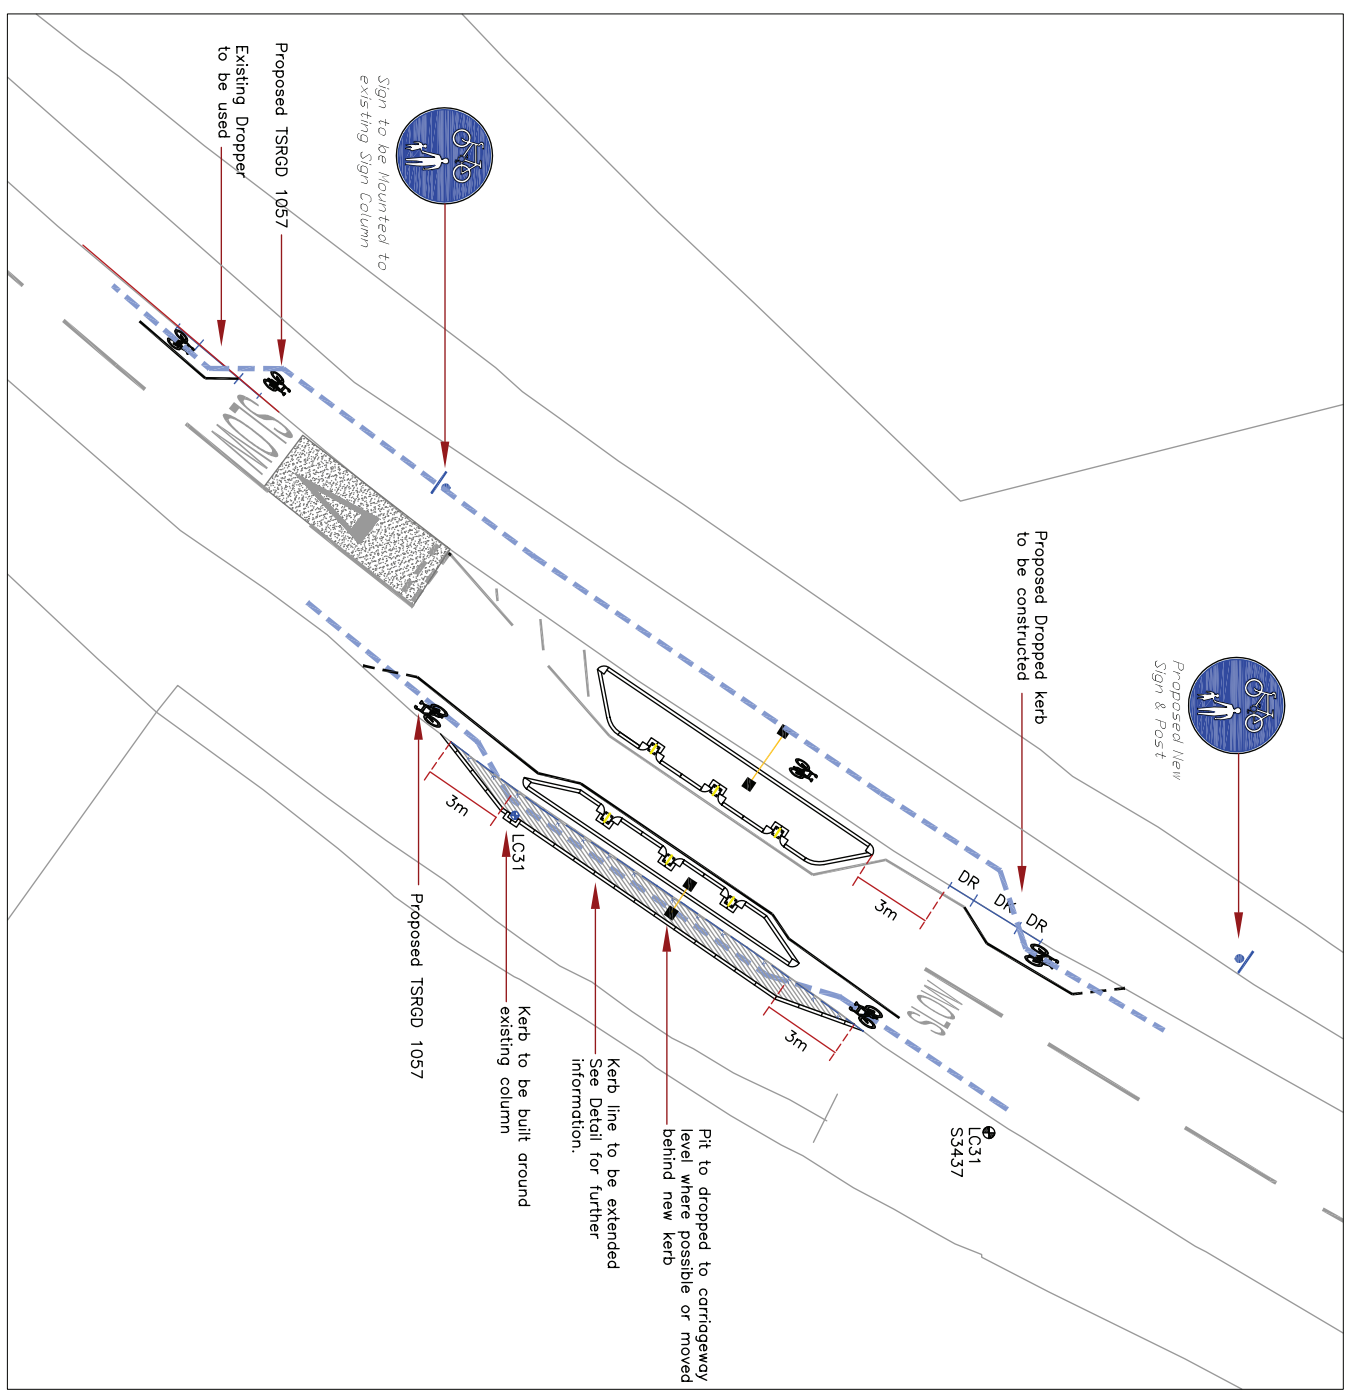 Proposed New
Sign & Post
Proposed Dropped kerb
to be constructed
Sign to be Mounted to
existing Sign Column
Proposed TSRGD 1057
Existing Dropper
to be used
DR
DR
DR
3m
SLOW
SLOW
3m
3m
LC31
LC31
S3437
Pit to dropped to carriageway
level where possible or moved
behind new kerb
Kerb line to be extended
See Detail for further
information.
Kerb to be built around
existing column
Proposed TSRGD 1057